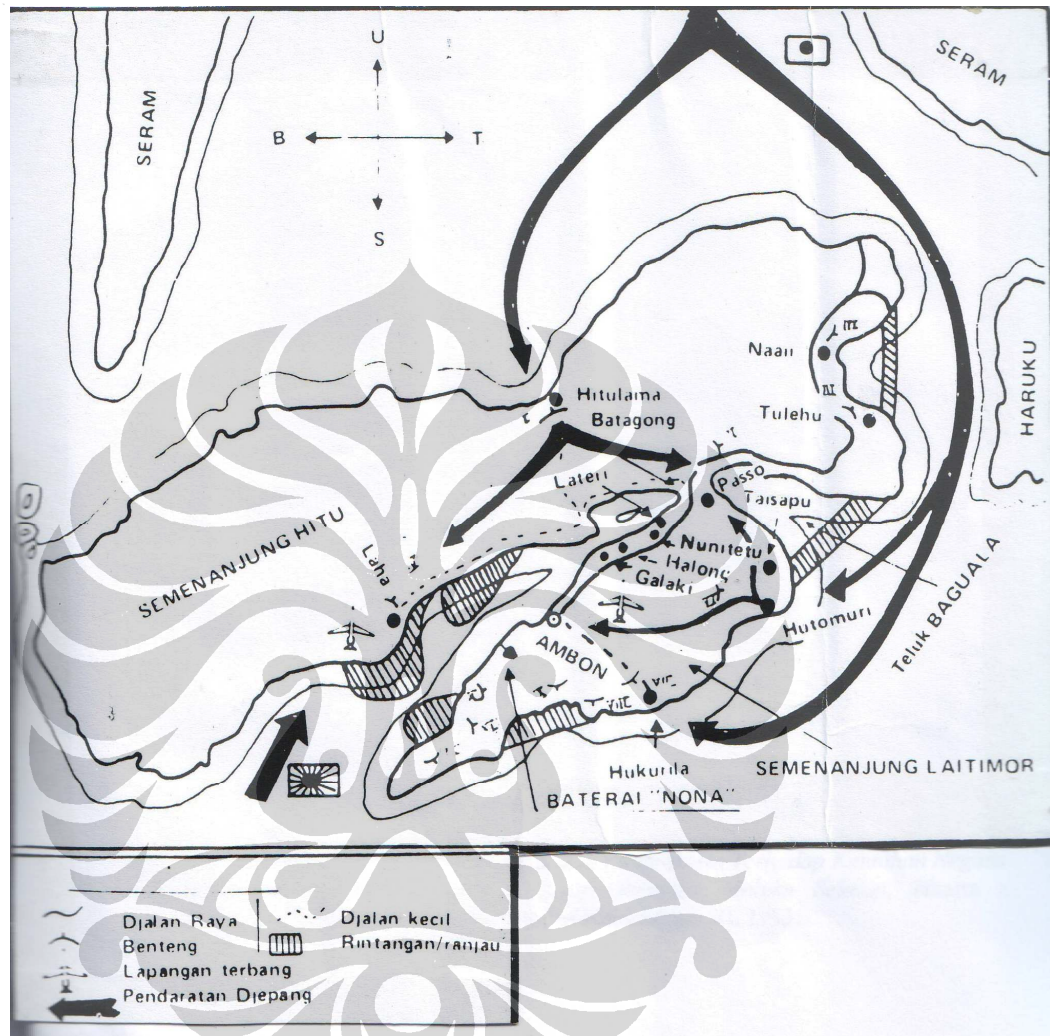 U
B T
S
SERAM
SERAM
HARUKU
Naaii
Tulehu
Hitulama
Batagong
Lateri
Passo
Taisapu
Nunitetu
Halong
Galaki
Hutomuri
Teluk BAGUALA
SEMENANJUNG HITU
Laha
AMBON
Hukurila
SEMENANJUNG LAITIMOR
BATERAI "NONA"
Djalan Raya
Djalan kecil
Benteng
Rintangan/ranjau
Lapangan terbang
Pendaratan Djepang